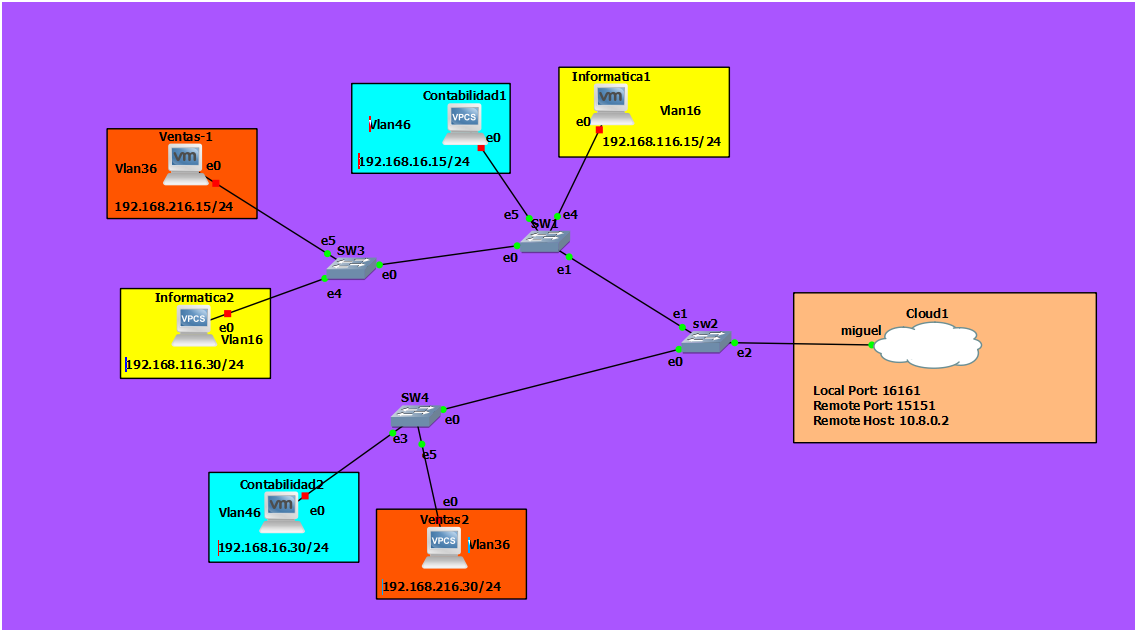 Informatica1
vm
Vlan16
e0
192.168.116.15/24
Contabilidad1
VPCS
Vlan46
e0
192.168.16.15/24
Ventas-1
vm
Vlan36
e0
192.168.216.15/24
e5
e4
SW1
e0
e1
e5
SW3
e0
e4
Informatica2
VPCS
e0
Vlan16
192.168.116.30/24
e1
sw2
e0
e2
Cloud1
miguel
Local Port: 16161
Remote Port: 15151
Remote Host: 10.8.0.2
SW4
e0
e3
e5
Contabilidad2
vm
Vlan46
e0
192.168.16.30/24
e0
Ventas2
VPCS
Vlan36
192.168.216.30/24